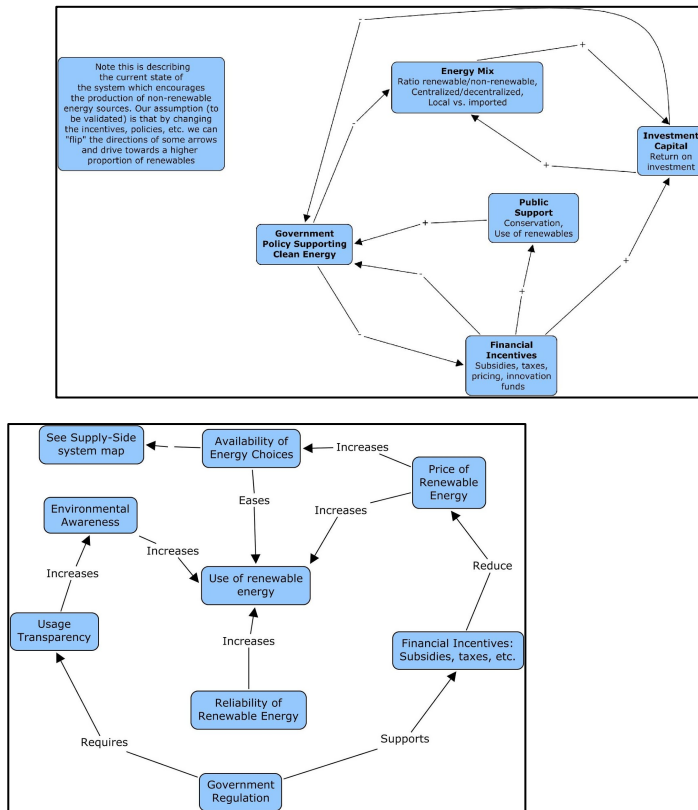 Note this is describing
the current state of
the system which encourages
the production of non-renewable
energy sources. Our assumption (to
be validated) is that by changing
the incentives, policies, etc. we can
"flip" the directions of some arrows
and drive towards a higher
proportion of renewables
-
+
Energy Mix
Ratio renewable/non-renewable,
Centralized/decentralized,
Local vs. imported
-
+
Investment
Capital
Return on
investment
Public
Support
Conservation,
Use of renewables
+
Government
Policy Supporting
Clean Energy
-
+
+
-
Financial
Incentives
Subsidies, taxes,
pricing, innovation
funds
See Supply-Side
system map
Availability of
Energy Choices
Increases
Price of
Renewable
Energy
Eases
Increases
Environmental
Awareness
Increases
Increases
Use of renewable
energy
Reduce
Usage
Transparency
Increases
Financial Incentives:
Subsidies, taxes, etc.
Reliability of
Renewable Energy
Requires
Supports
Government
Regulation